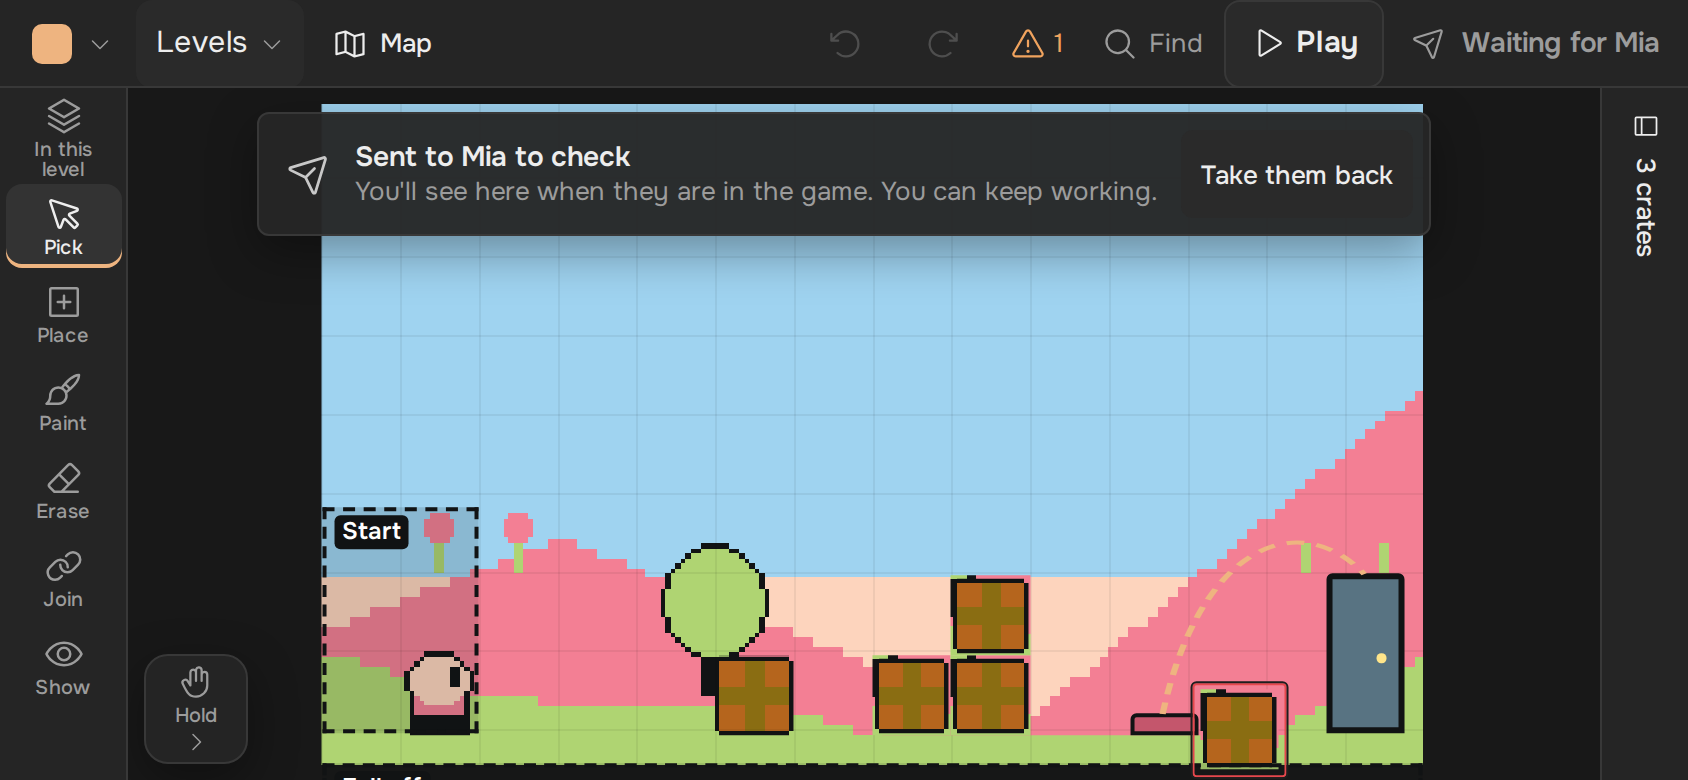 Levels
Map
1
Find
Play
Waiting for Mia
In this
level
Pick
Place
Paint
Erase
Join
Show
Hold
Sent to Mia to check
You'll see here when they are in the game. You can keep working.
Take them back
Start
3 crates